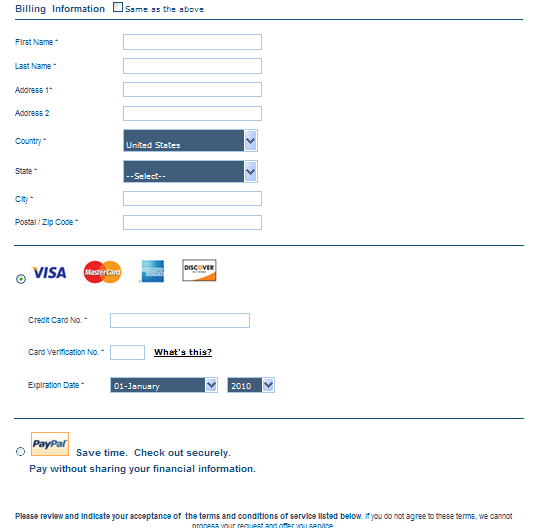 Billing Information Same as the above
First Name *
Last Name *
Address 1*
Address 2
Country *
United States
State *
--Select--
City *
Postal / Zip Code *
VISA MasterCard AMERICAN EXPRESS DISCOVER
Credit Card No. *
Card Verification No. * What's this?
Expiration Date * 01-January 2010
PayPal Save time. Check out securely.
Pay without sharing your financial information.
Please review and indicate your acceptance of the terms and conditions of service listed below. If you do not agree to these terms, we cannot
process your request and offer you service